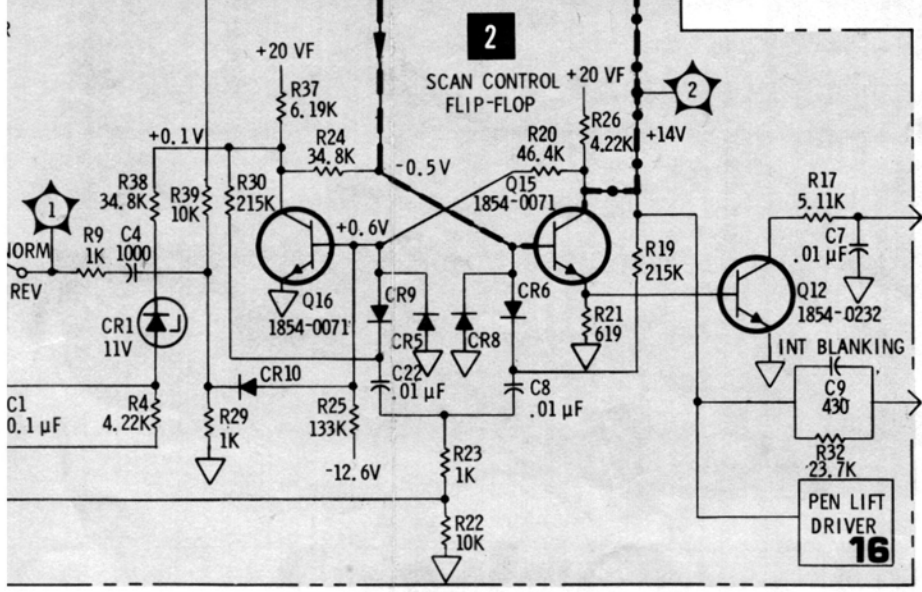 R
2
SCAN CONTROL
FLIP-FLOP
+20 VF
R37
6.19K
+20 VF
2
R26
4.22K
+14V
+0.1V
R24
34.8K
-0.5V
R20
46.4K
Q15
1854-0071
R38
34.8K
R39
10K
R30
215K
1
+0.6V
R17
5.11K
NORM
R9
1K
C4
1000
C7
.01 µF
REV
R19
215K
Q16
1854-0071
CR9
CR6
Q12
1854-0232
CR1
11V
CR5
CR8
R21
619
INT BLANKING
CR10
C22
.01 µF
C8
.01 µF
C9
430
C1
0.1 µF
R4
4.22K
R29
1K
R25
133K
R32
23.7K
-12.6V
R23
1K
PEN LIFT
DRIVER
16
R22
10K